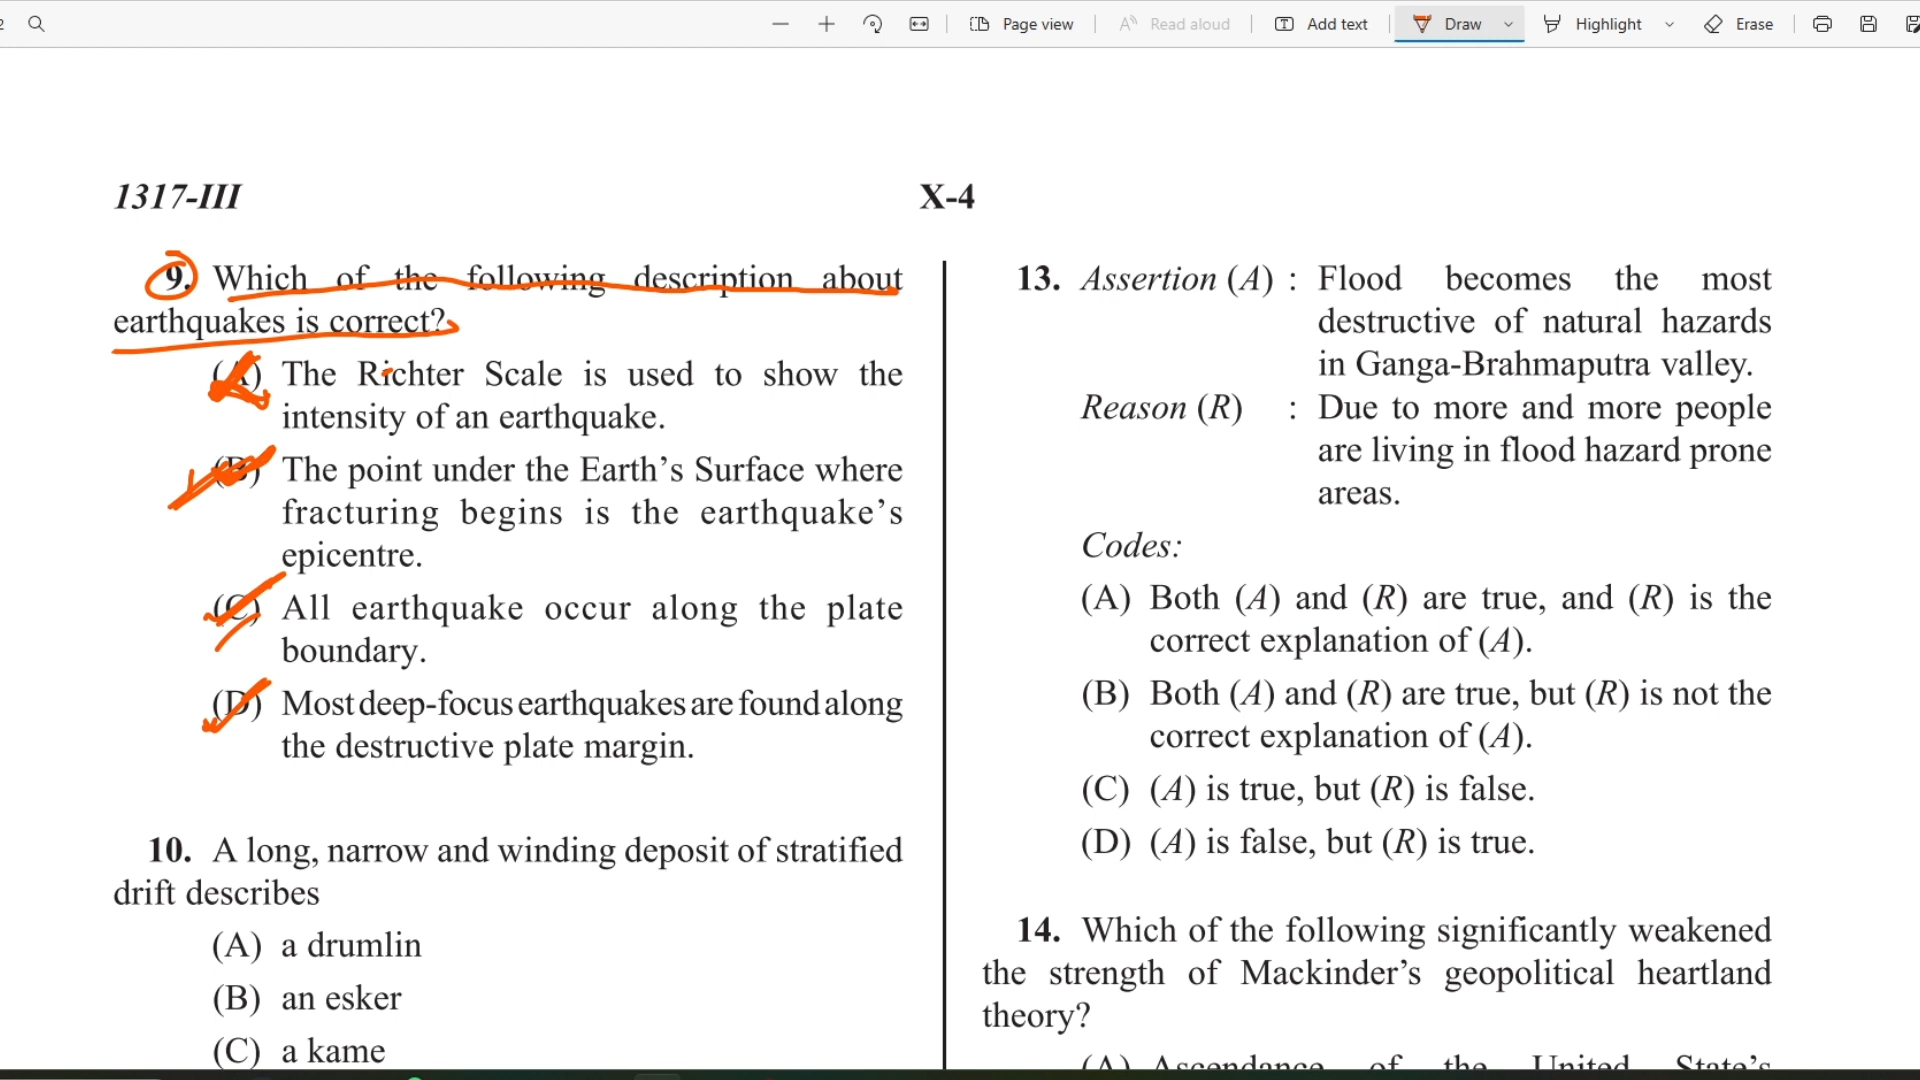 2
Page view
Read aloud
Add text
Draw
Highlight
Erase
1317-III
X-4
9. Which of the following description about
earthquakes is correct?
(A) The Richter Scale is used to show the
intensity of an earthquake.
(B) The point under the Earth's Surface where
fracturing begins is the earthquake's
epicentre.
(C) All earthquake occur along the plate
boundary.
(D) Most deep-focus earthquakes are found along
the destructive plate margin.
10. A long, narrow and winding deposit of stratified
drift describes
(A) a drumlin
(B) an esker
(C) a kame
13. Assertion (A) : Flood becomes the most
destructive of natural hazards
in Ganga-Brahmaputra valley.
Reason (R) : Due to more and more people
are living in flood hazard prone
areas.
Codes:
(A) Both (A) and (R) are true, and (R) is the
correct explanation of (A).
(B) Both (A) and (R) are true, but (R) is not the
correct explanation of (A).
(C) (A) is true, but (R) is false.
(D) (A) is false, but (R) is true.
14. Which of the following significantly weakened
the strength of Mackinder's geopolitical heartland
theory?
(A) Ascendance of the United State's